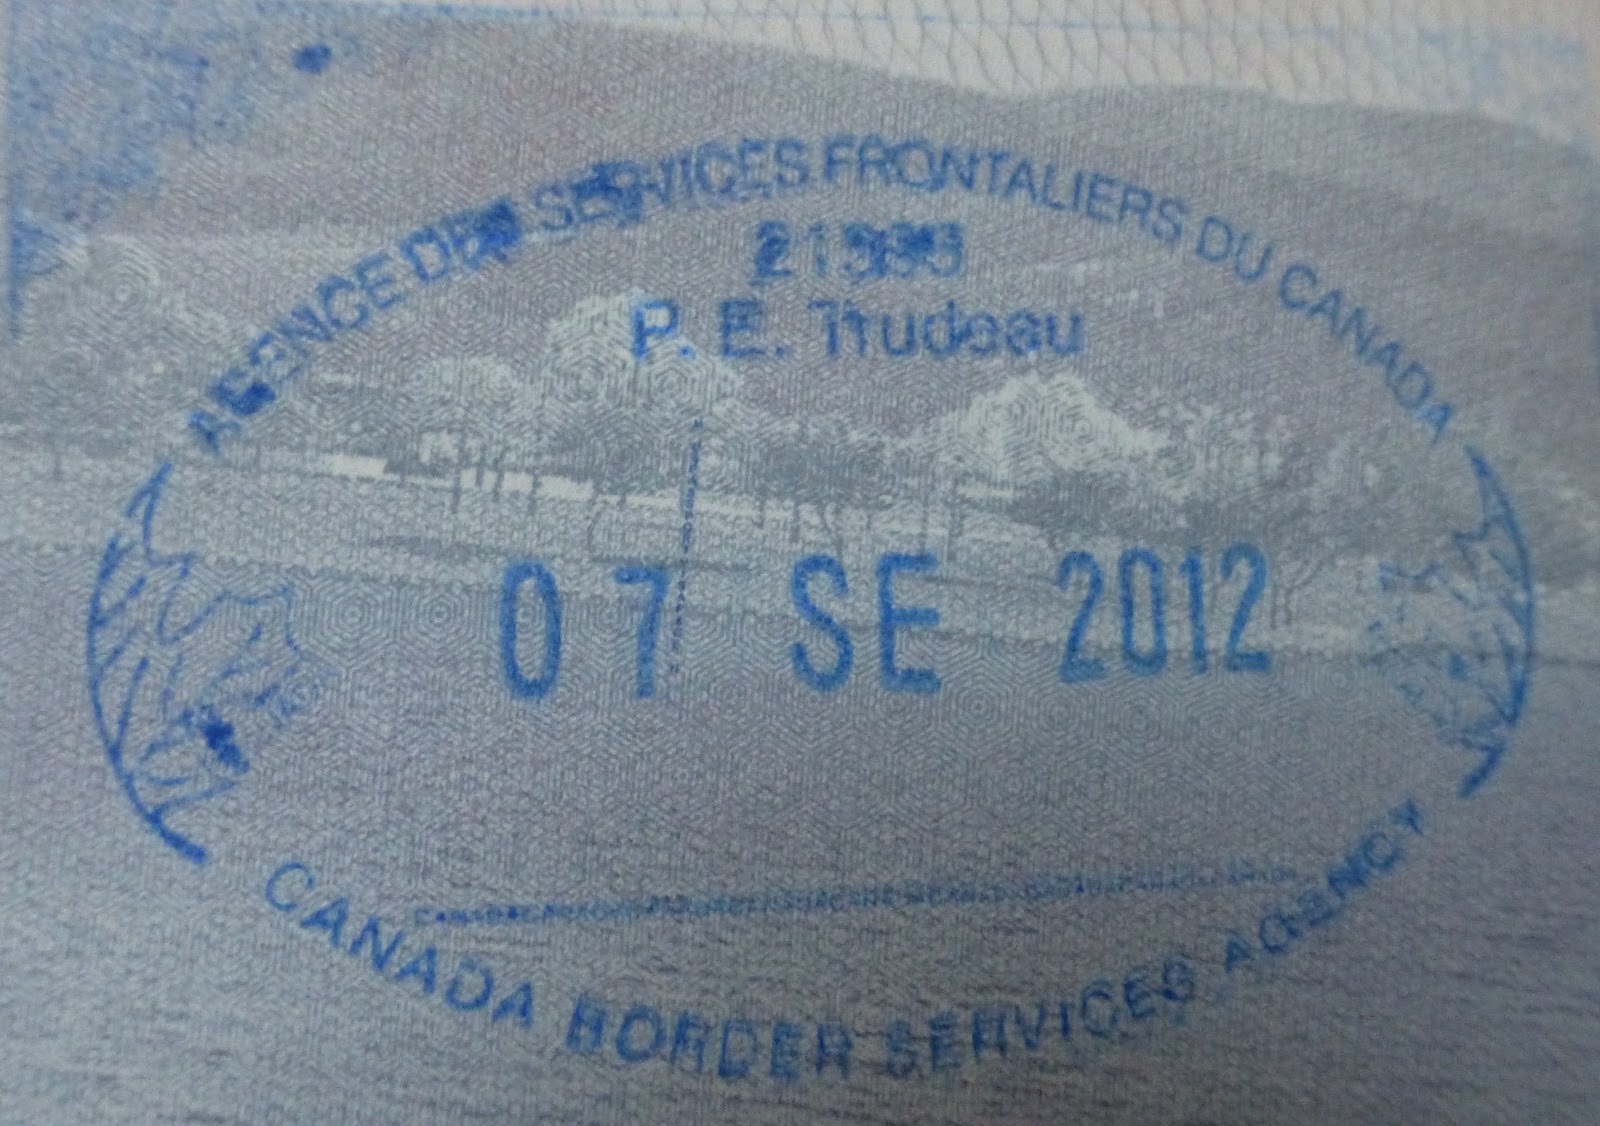 AGENCE DES SERVICES FRONTALIERS DU CANADA
P. E. Trudeau
07 SE 2012
CANADA BORDER SERVICES AGENCY